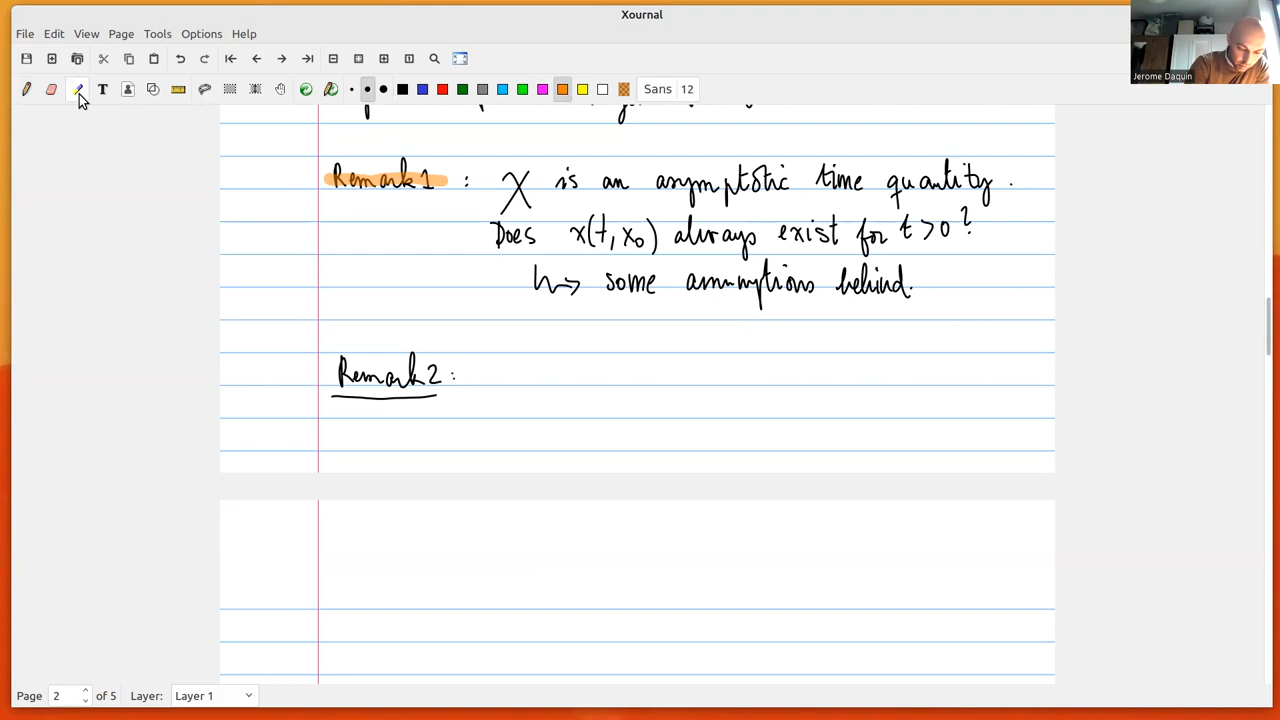 Xournal
File Edit View Page Tools Options Help
Jerome Daquin
Sans 12
Remark 1 : χ is an asymptotic time quantity.
Does x(t, x₀) always exist for t > 0 ?
↳ some assumptions behind.
Remark 2 :
Page 2 of 5 Layer: Layer 1